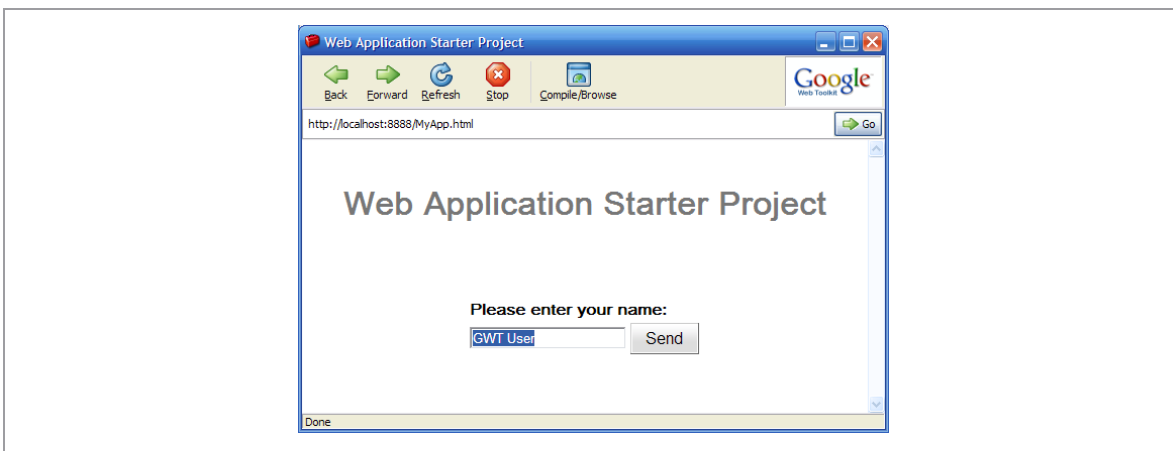 Web Application Starter Project
Back Forward Refresh Stop Compile/Browse
Google
Web Toolkit
http://localhost:8888/MyApp.html
Go
Web Application Starter Project
Please enter your name:
GWT User
Send
Done